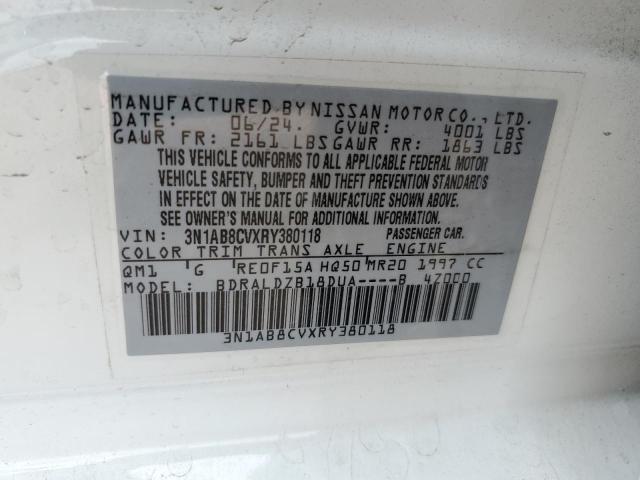 MANUFACTURED BY NISSAN MOTOR CO., LTD.
DATE: 06/24. GVWR: 4001 LBS
GAWR FR: 2161 LBS GAWR RR: 1863 LBS
THIS VEHICLE CONFORMS TO ALL APPLICABLE FEDERAL MOTOR
VEHICLE SAFETY, BUMPER AND THEFT PREVENTION STANDARDS
IN EFFECT ON THE DATE OF MANUFACTURE SHOWN ABOVE.
SEE OWNER'S MANUAL FOR ADDITIONAL INFORMATION.
VIN: 3N1AB8CVXRY380118 PASSENGER CAR.
COLOR TRIM TRANS AXLE ENGINE
QM1 G RE0F15A HQ50 MR20 1997 CC
MODEL: BDRALDZB18DUA----B 4Z000
3N1AB8CVXRY380118